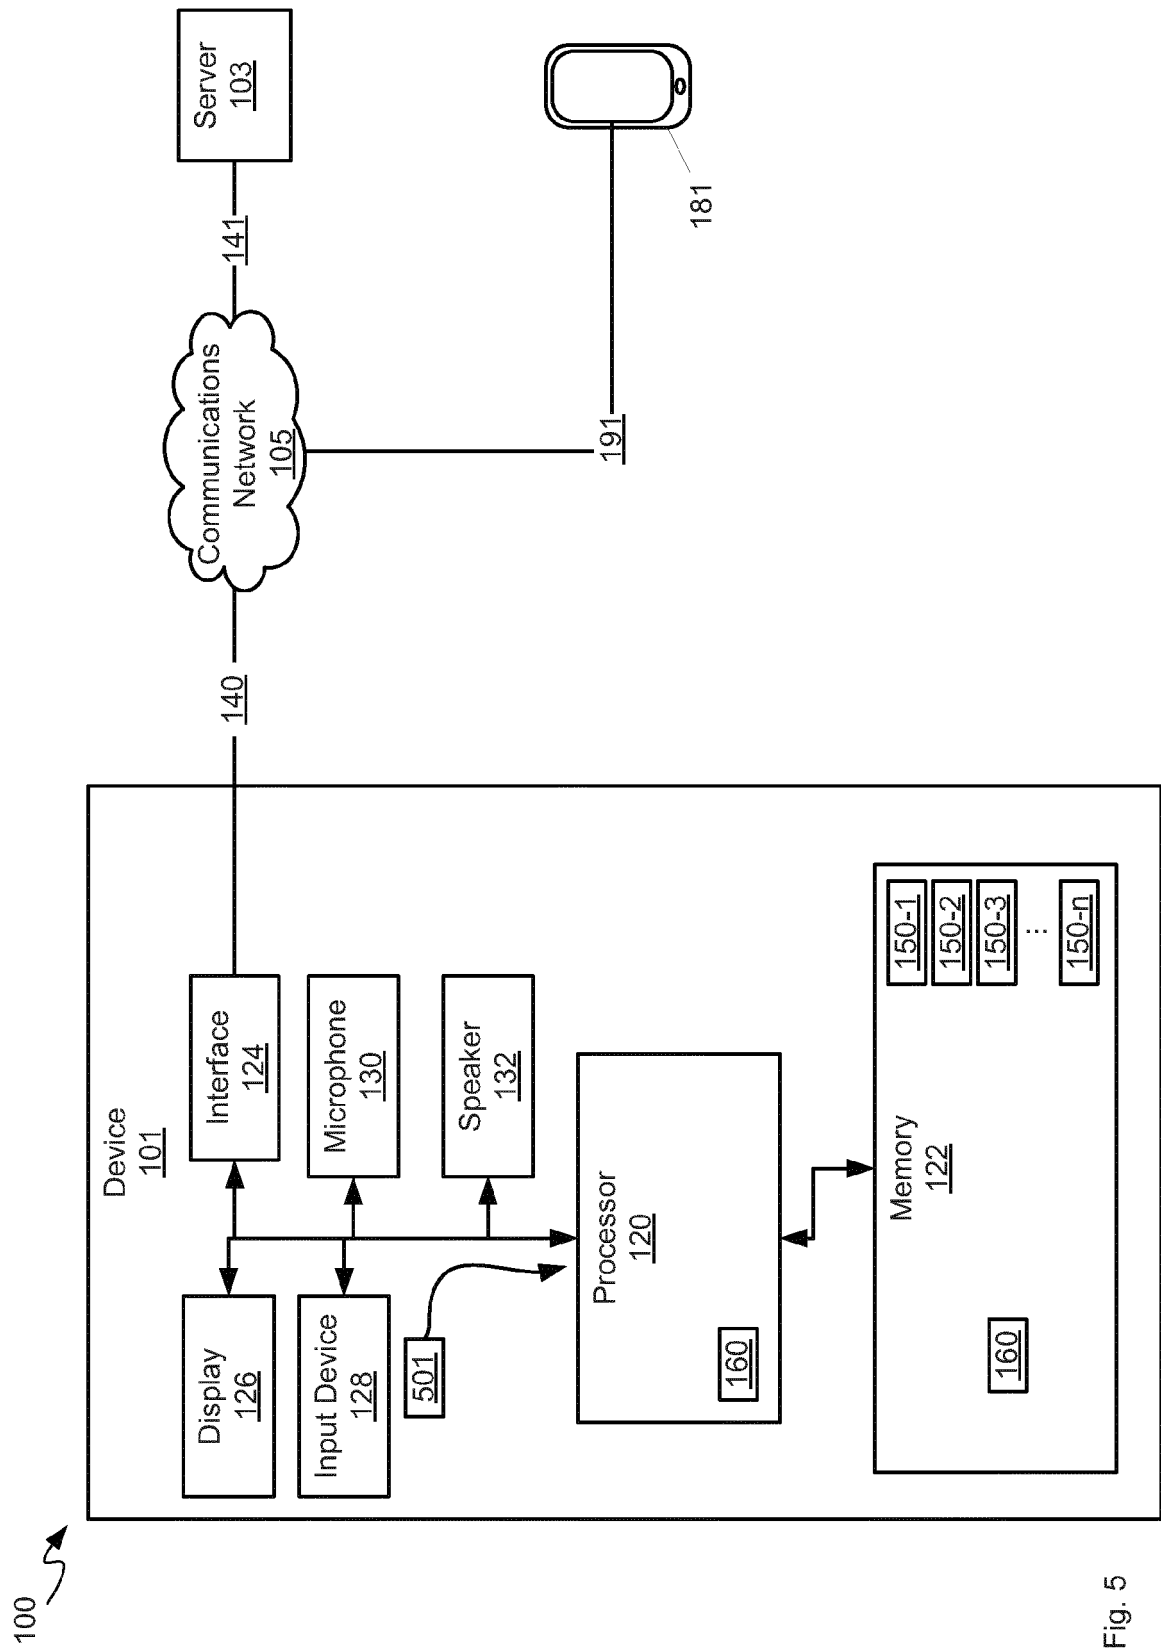 100
Device
101
Display
126
Interface
124
140
Communications
Network
105
141
Server
103
Input Device
128
Microphone
130
501
Speaker
132
Processor
120
160
191
181
Memory
122
160
150-1
150-2
150-3
...
150-n
Fig. 5